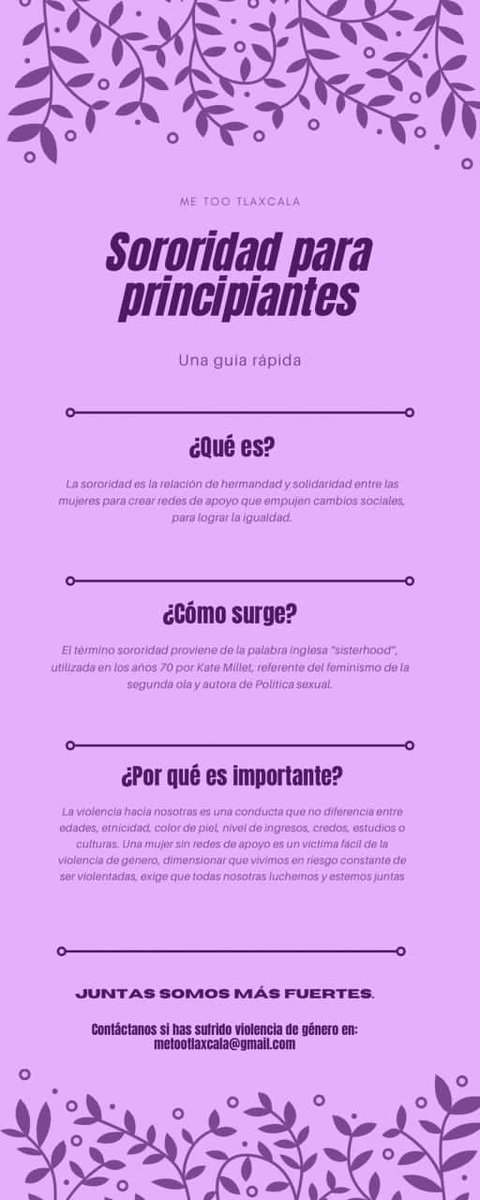 ME TOO TLAXCALA
Sororidad para
principiantes
Una guía rápida
¿Qué es?
La sororidad es la relación de hermandad y solidaridad entre las
mujeres para crear redes de apoyo que empujen cambios sociales,
para lograr la igualdad.
¿Cómo surge?
El término sororidad proviene de la palabra inglesa "sisterhood",
utilizada en los años 70 por Kate Millet, referente del feminismo de la
segunda ola y autora de Política sexual.
¿Por qué es importante?
La violencia hacia nosotras es una conducta que no diferencia entre
edades, etnicidad, color de piel, nivel de ingresos, credos, estudios o
culturas. Una mujer sin redes de apoyo es un víctima fácil de la
violencia de género, dimensionar que vivimos en riesgo constante de
ser violentadas, exige que todas nosotras luchemos y estemos juntas
JUNTAS SOMOS MÁS FUERTES.
Contáctanos si has sufrido violencia de género en:
metootlaxcala@gmail.com